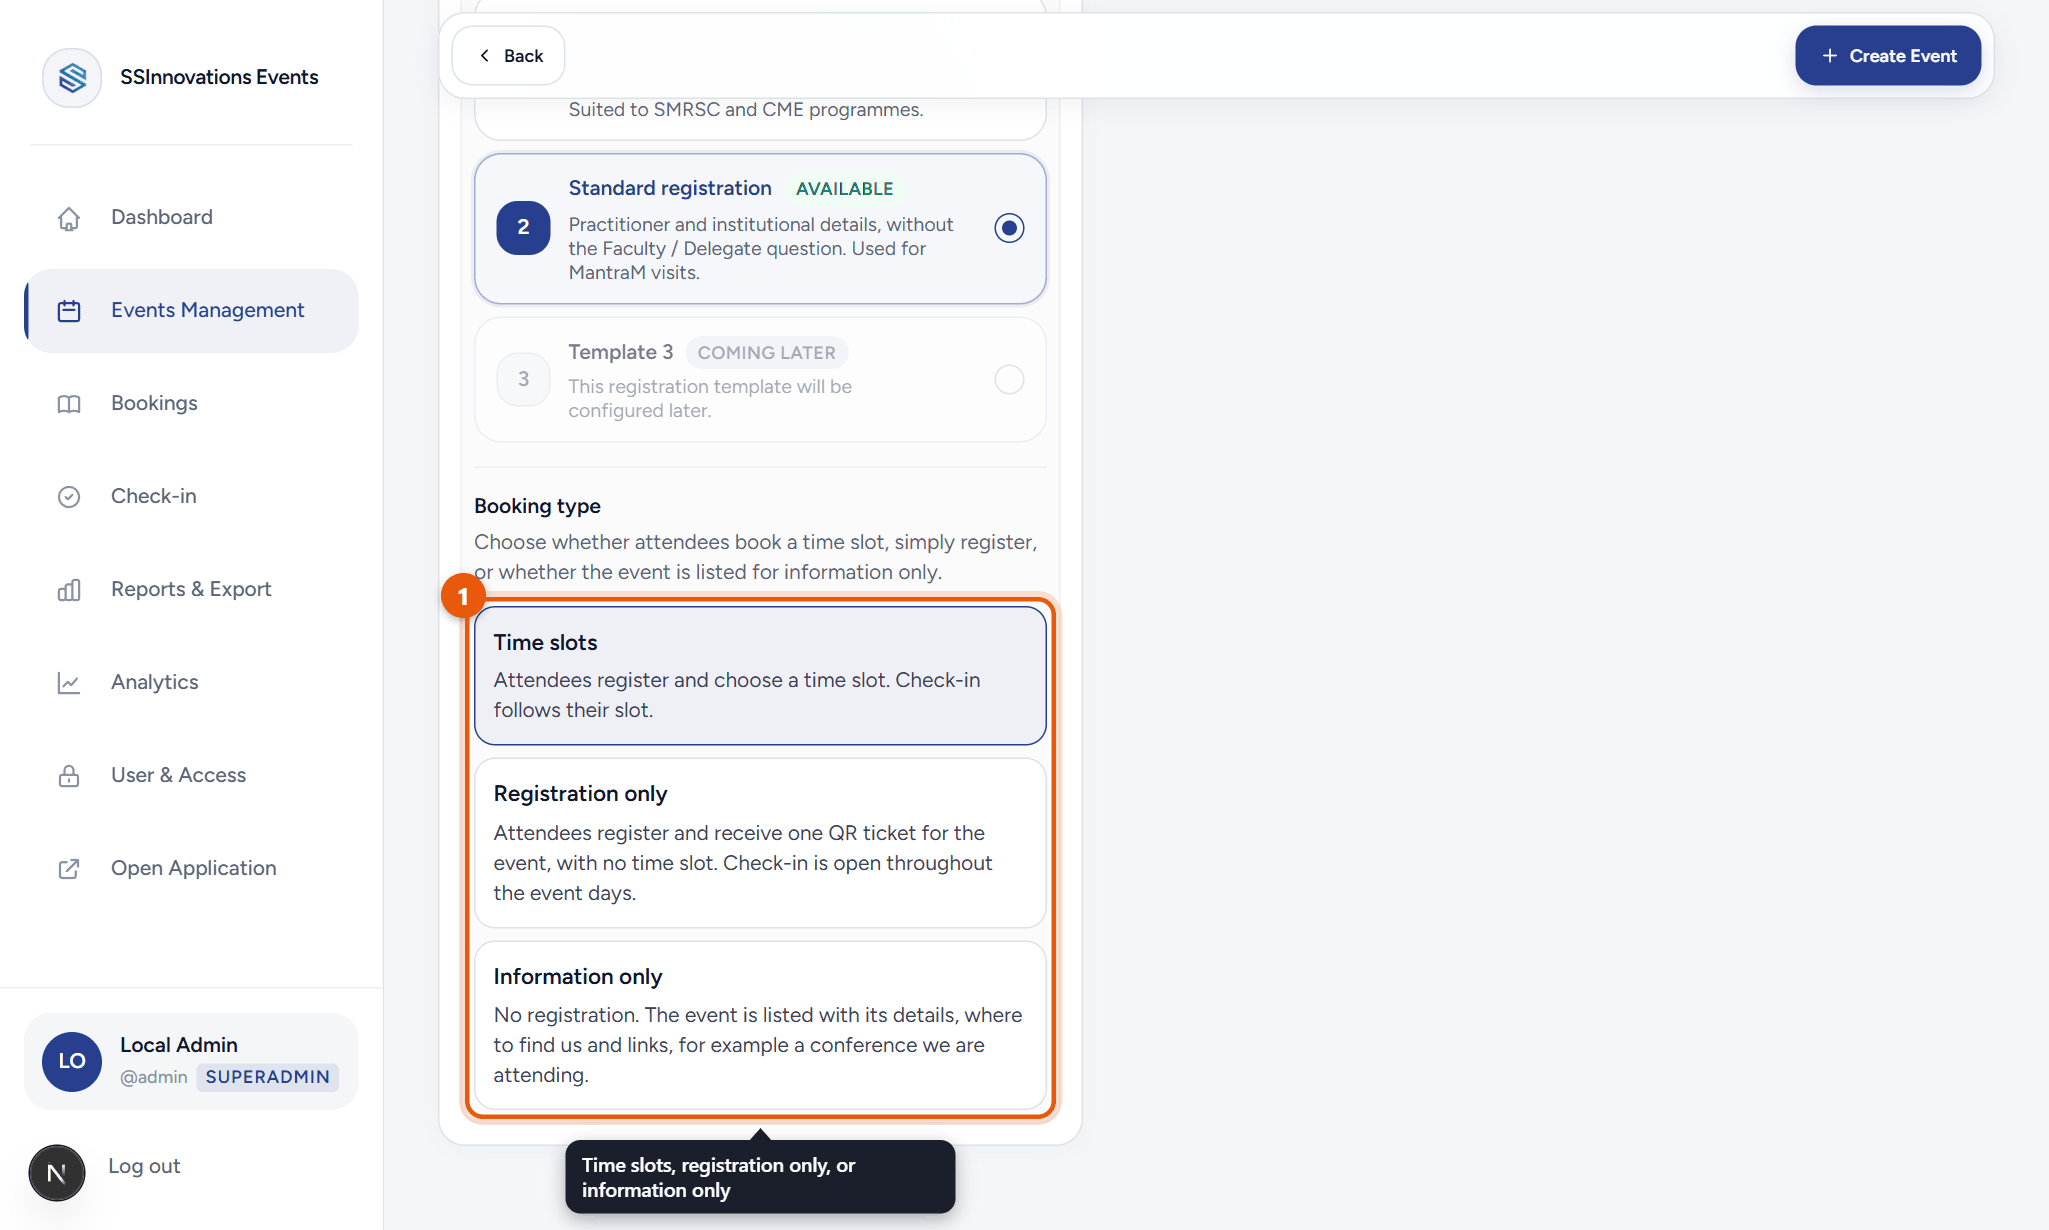 SSInnovations Events
Dashboard
Events Management
Bookings
Check-in
Reports & Export
Analytics
User & Access
Open Application
LO
Local Admin
@admin SUPERADMIN
N
Log out
Back
+ Create Event
Suited to SMRSC and CME programmes.
2
Standard registration AVAILABLE
Practitioner and institutional details, without
the Faculty / Delegate question. Used for
MantraM visits.
3
Template 3 COMING LATER
This registration template will be
configured later.
Booking type
Choose whether attendees book a time slot, simply register,
or whether the event is listed for information only.
1
Time slots
Attendees register and choose a time slot. Check-in
follows their slot.
Registration only
Attendees register and receive one QR ticket for the
event, with no time slot. Check-in is open throughout
the event days.
Information only
No registration. The event is listed with its details, where
to find us and links, for example a conference we are
attending.
Time slots, registration only, or
information only